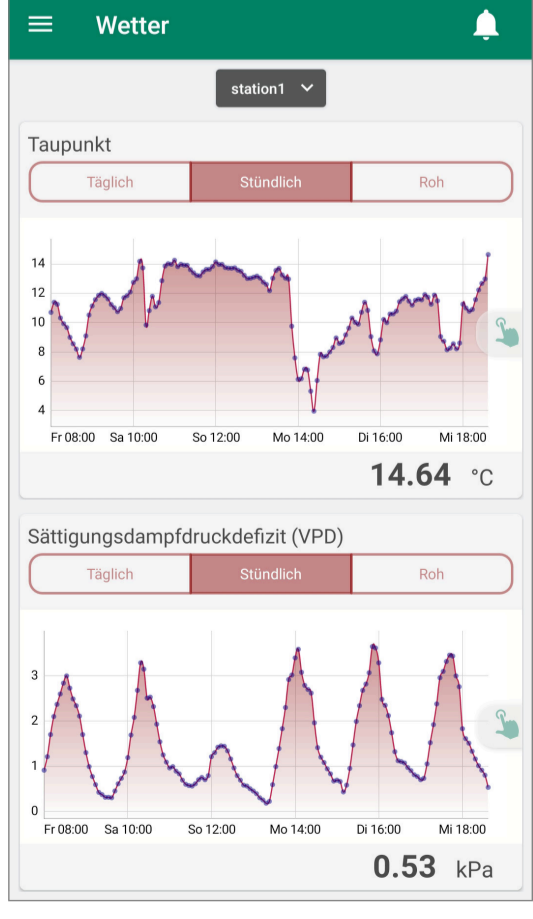 Wetter
station1
Taupunkt
Täglich Stündlich Roh
14
12
10
8
6
4
Fr 08:00 Sa 10:00 So 12:00 Mo 14:00 Di 16:00 Mi 18:00
14.64 °C
Sättigungsdampfdruckdefizit (VPD)
Täglich Stündlich Roh
3
2
1
0
Fr 08:00 Sa 10:00 So 12:00 Mo 14:00 Di 16:00 Mi 18:00
0.53 kPa